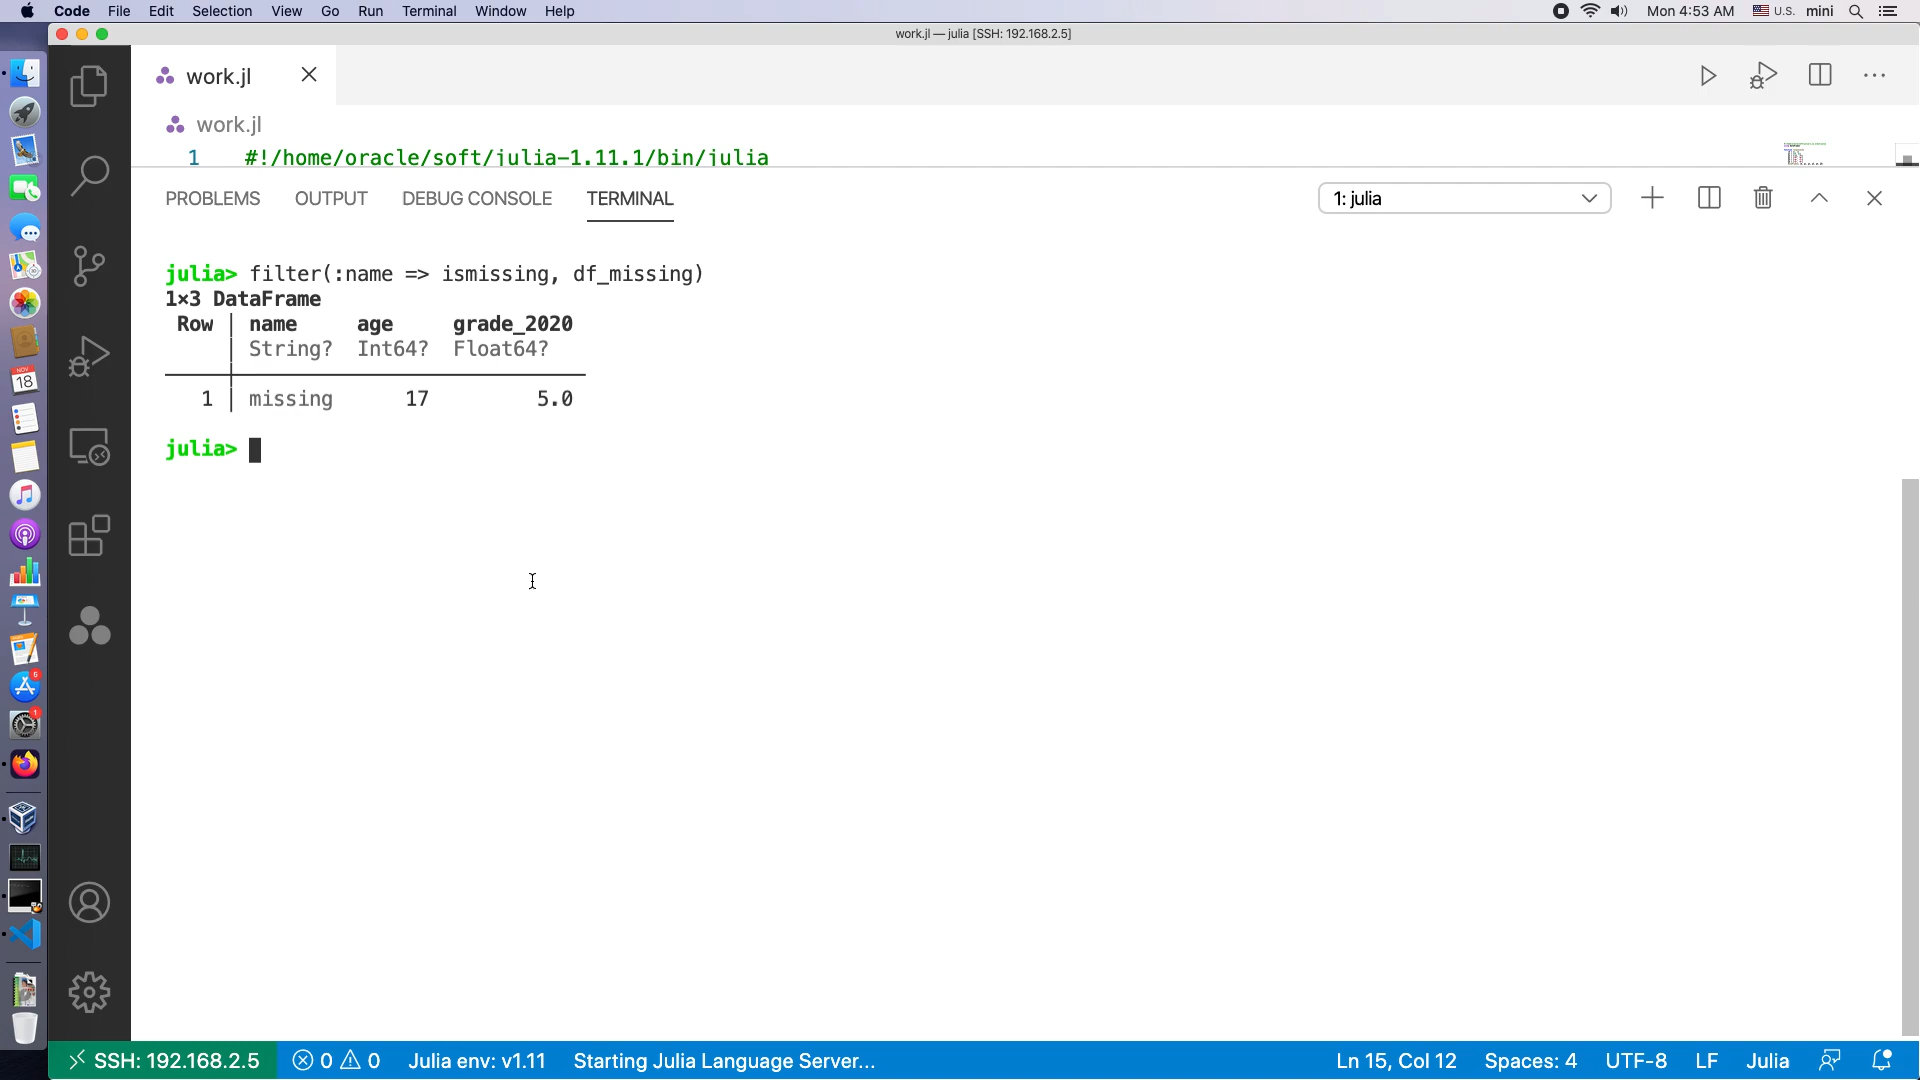 Code File Edit Selection View Go Run Terminal Window Help Mon 4:53 AM U.S. mini
work.jl — julia [SSH: 192.168.2.5]
work.jl
work.jl
1 #!/home/oracle/soft/julia-1.11.1/bin/julia
PROBLEMS OUTPUT DEBUG CONSOLE TERMINAL 1: julia
julia> filter(:name => ismissing, df_missing)
1×3 DataFrame
Row name age grade_2020
String? Int64? Float64?
1 missing 17 5.0
julia>
NOV
18
6
1
SSH: 192.168.2.5 0 0 Julia env: v1.11 Starting Julia Language Server... Ln 15, Col 12 Spaces: 4 UTF-8 LF Julia